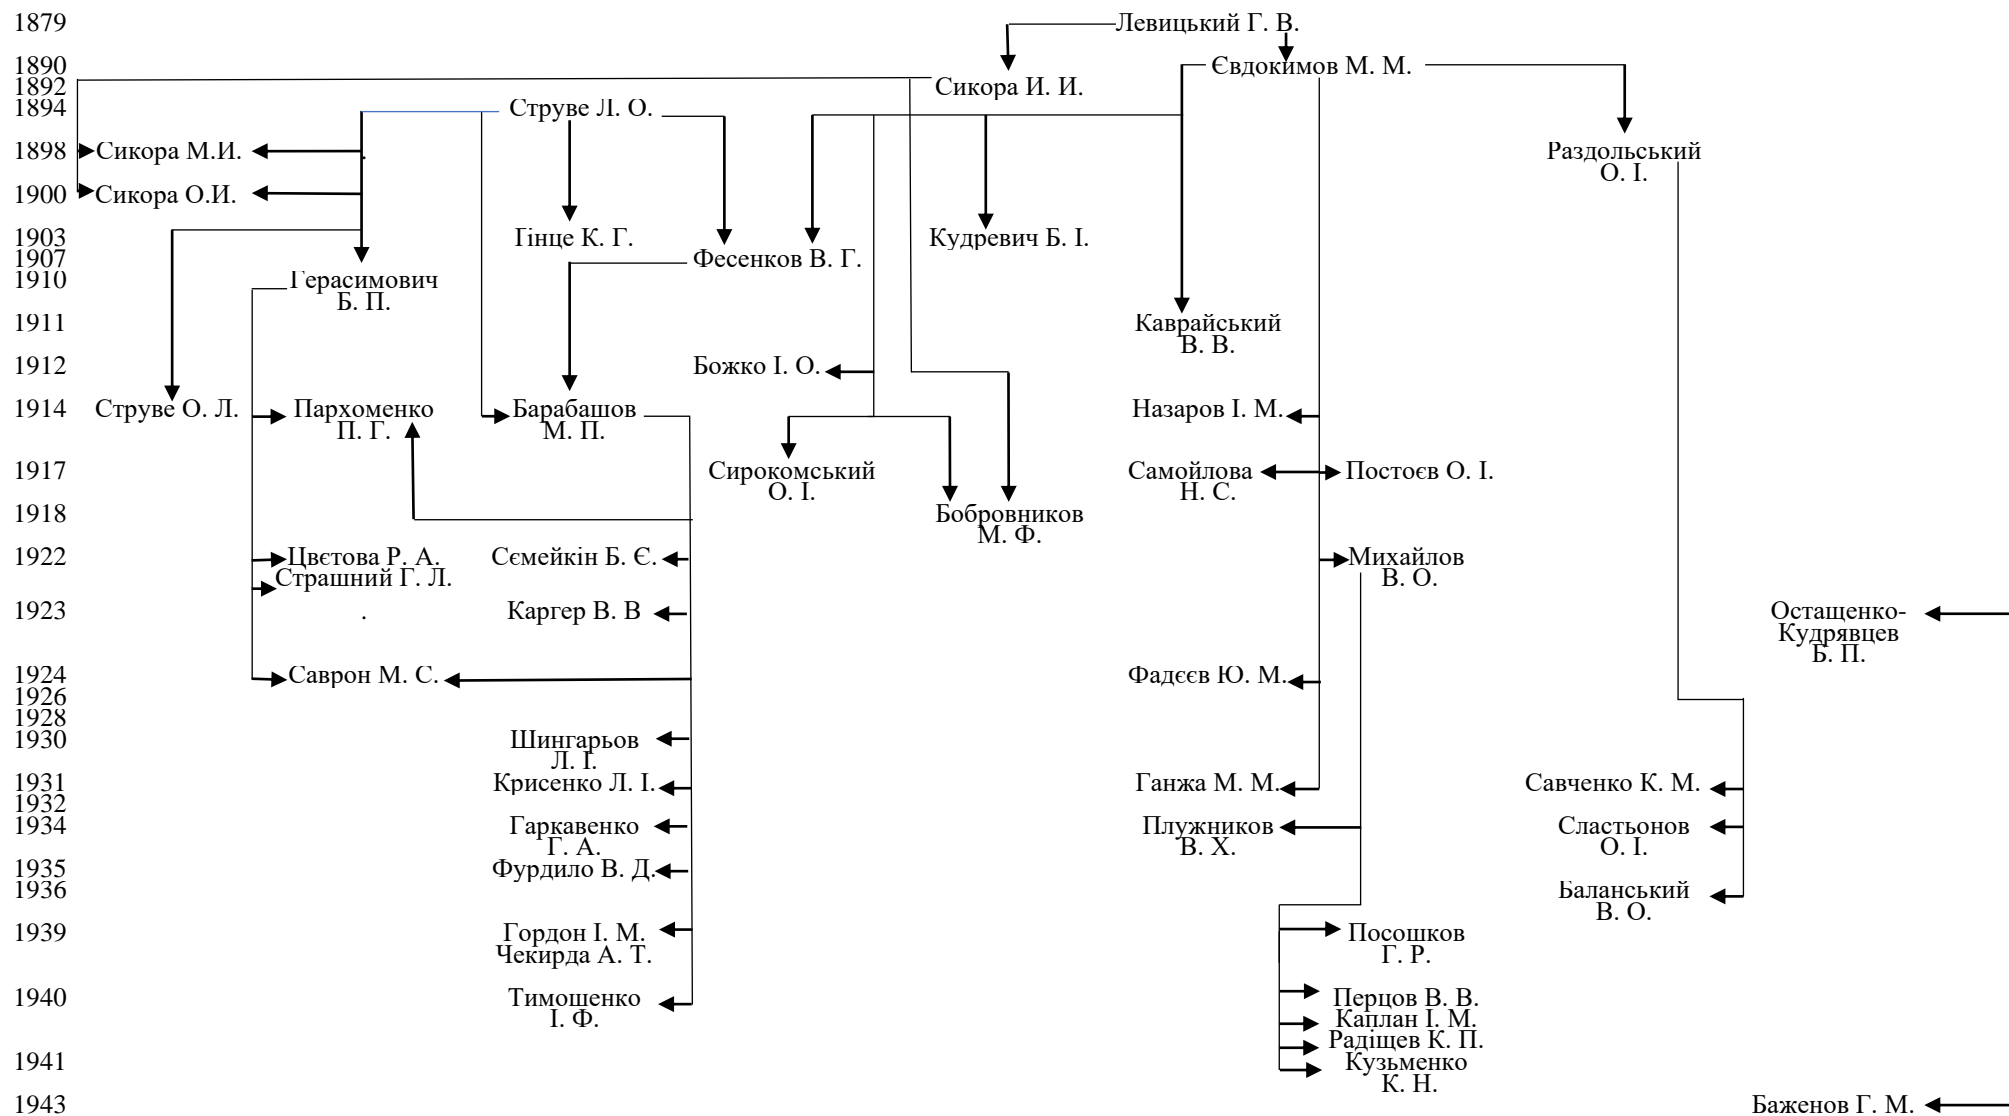 1879 Левицький Г. В.
1890 Євдокимов М. М.
1892 Сикора И. И.
1894 Струве Л. О.
1898 Сикора М.И. . Раздольський
О. І.
1900 Сикора О.И.
1903 Гінце К. Г. Кудревич Б. І.
1907 Фесенков В. Г.
1910 Герасимович
Б. П.
1911 Каврайський
В. В.
1912 Божко І. О.
1914 Струве О. Л. Пархоменко
П. Г. Барабашов
М. П. Назаров І. М.
1917 Сирокомський
О. І. Самойлова
Н. С. Постоєв О. І.
1918 Бобровников
М. Ф.
1922 Цвєтова Р. А. Сємейкін Б. Є. Михайлов
В. О.
Страшний Г. Л.
1923 . Каргер В. В Остащенко-
Кудрявцев
Б. П.
1924 Саврон М. С. Фадєєв Ю. М.
1926
1928
1930 Шингарьов
Л. І.
1931 Крисенко Л. І. Ганжа М. М. Савченко К. М.
1932
1934 Гаркавенко
Г. А. Плужников
В. Х. Сластьонов
О. І.
1935 Фурдило В. Д.
1936 Баланський
В. О.
1939 Гордон І. М. Посошков
Г. Р.
Чекирда А. Т.
1940 Тимошенко
І. Ф. Перцов В. В.
Каплан І. М.
Радіщев К. П.
1941 Кузьменко
К. Н.
1943 Баженов Г. М.